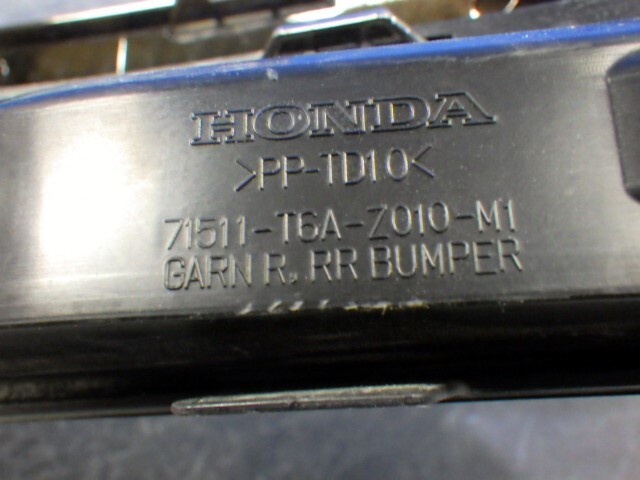 HONDA
>PP-TD10<
71511-T6A-Z010-M1
GARN R, RR BUMPER